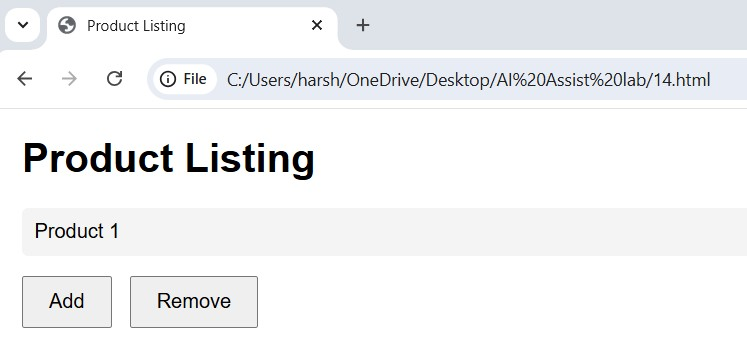 Product Listing
File C:/Users/harsh/OneDrive/Desktop/AI%20Assist%20lab/14.html
Product Listing
Product 1
Add Remove